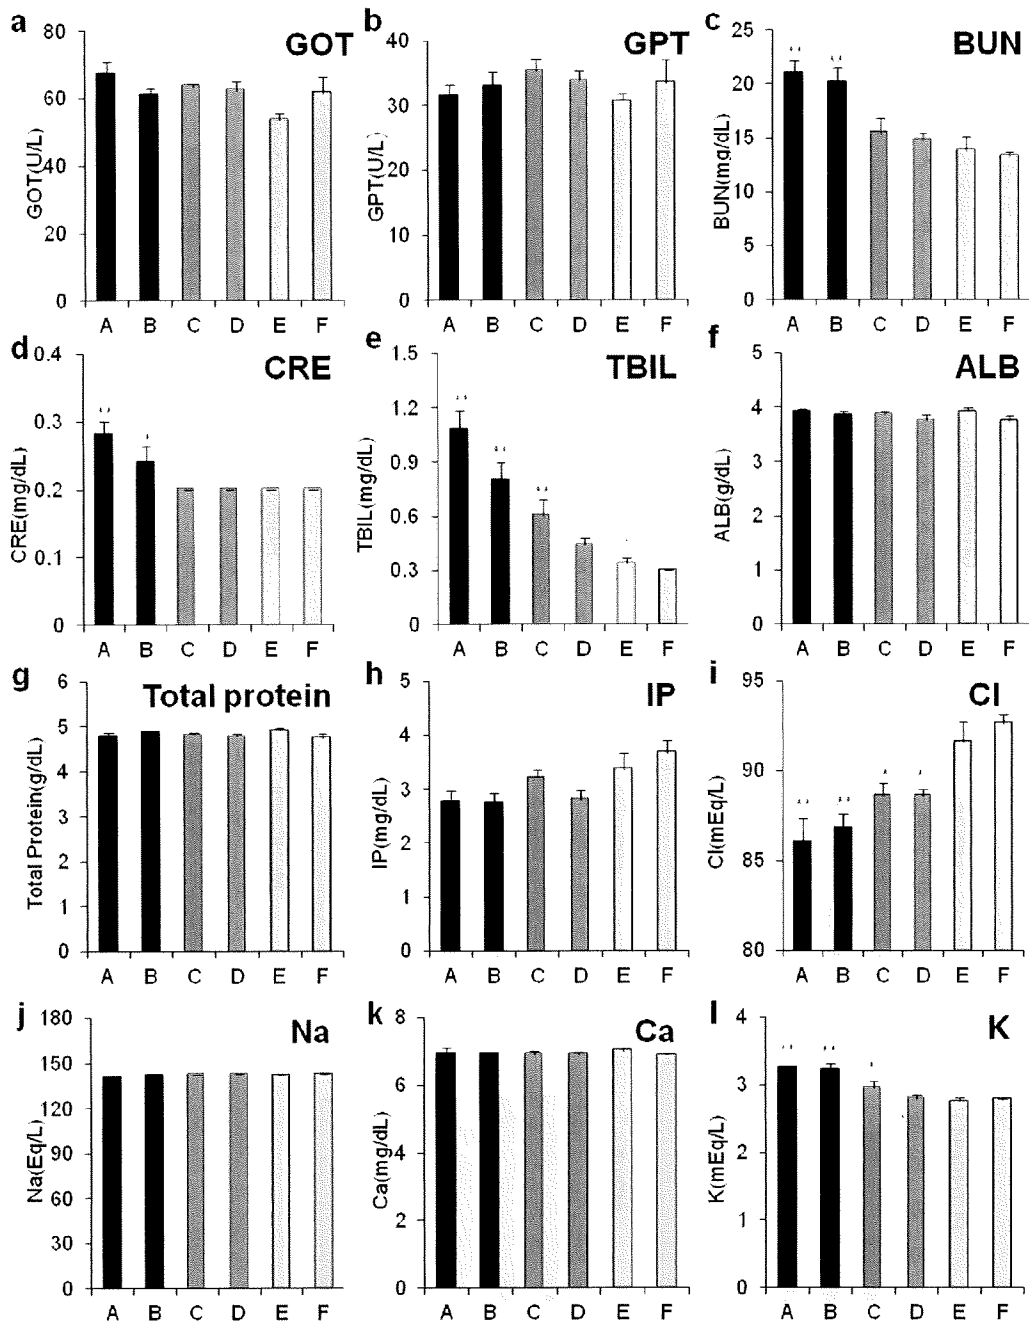 a
GOT
GOT(U/L)
80
60
40
20
0
A B C D E F
b
GPT
GPT(U/L)
40
30
20
10
0
A B C D E F
c
BUN
BUN(mg/dL)
25
20
15
10
5
0
** **
A B C D E F
d
CRE
CRE(mg/dL)
0.4
0.3
0.2
0.1
0
** *
A B C D E F
e
TBIL
TBIL(mg/dL)
1.5
1.2
0.9
0.6
0.3
0
** ** **
A B C D E F
f
ALB
ALB(g/dL)
5
4
3
2
1
0
A B C D E F
g
Total protein
Total Protein(g/dL)
6
5
4
3
2
1
0
A B C D E F
h
IP
IP(mg/dL)
5
4
3
2
1
0
A B C D E F
i
Cl
Cl(mEq/L)
95
90
85
80
** ** * *
A B C D E F
j
Na
Na(Eq/L)
180
150
120
90
60
30
0
A B C D E F
k
Ca
Ca(mg/dL)
8
6
4
2
0
A B C D E F
l
K
K(mEq/L)
4
3
2
1
0
** ** *
A B C D E F